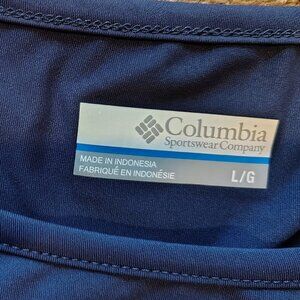 Columbia
Sportswear Company
MADE IN INDONESIA
FABRIQUÉ EN INDONÉSIE
L/G